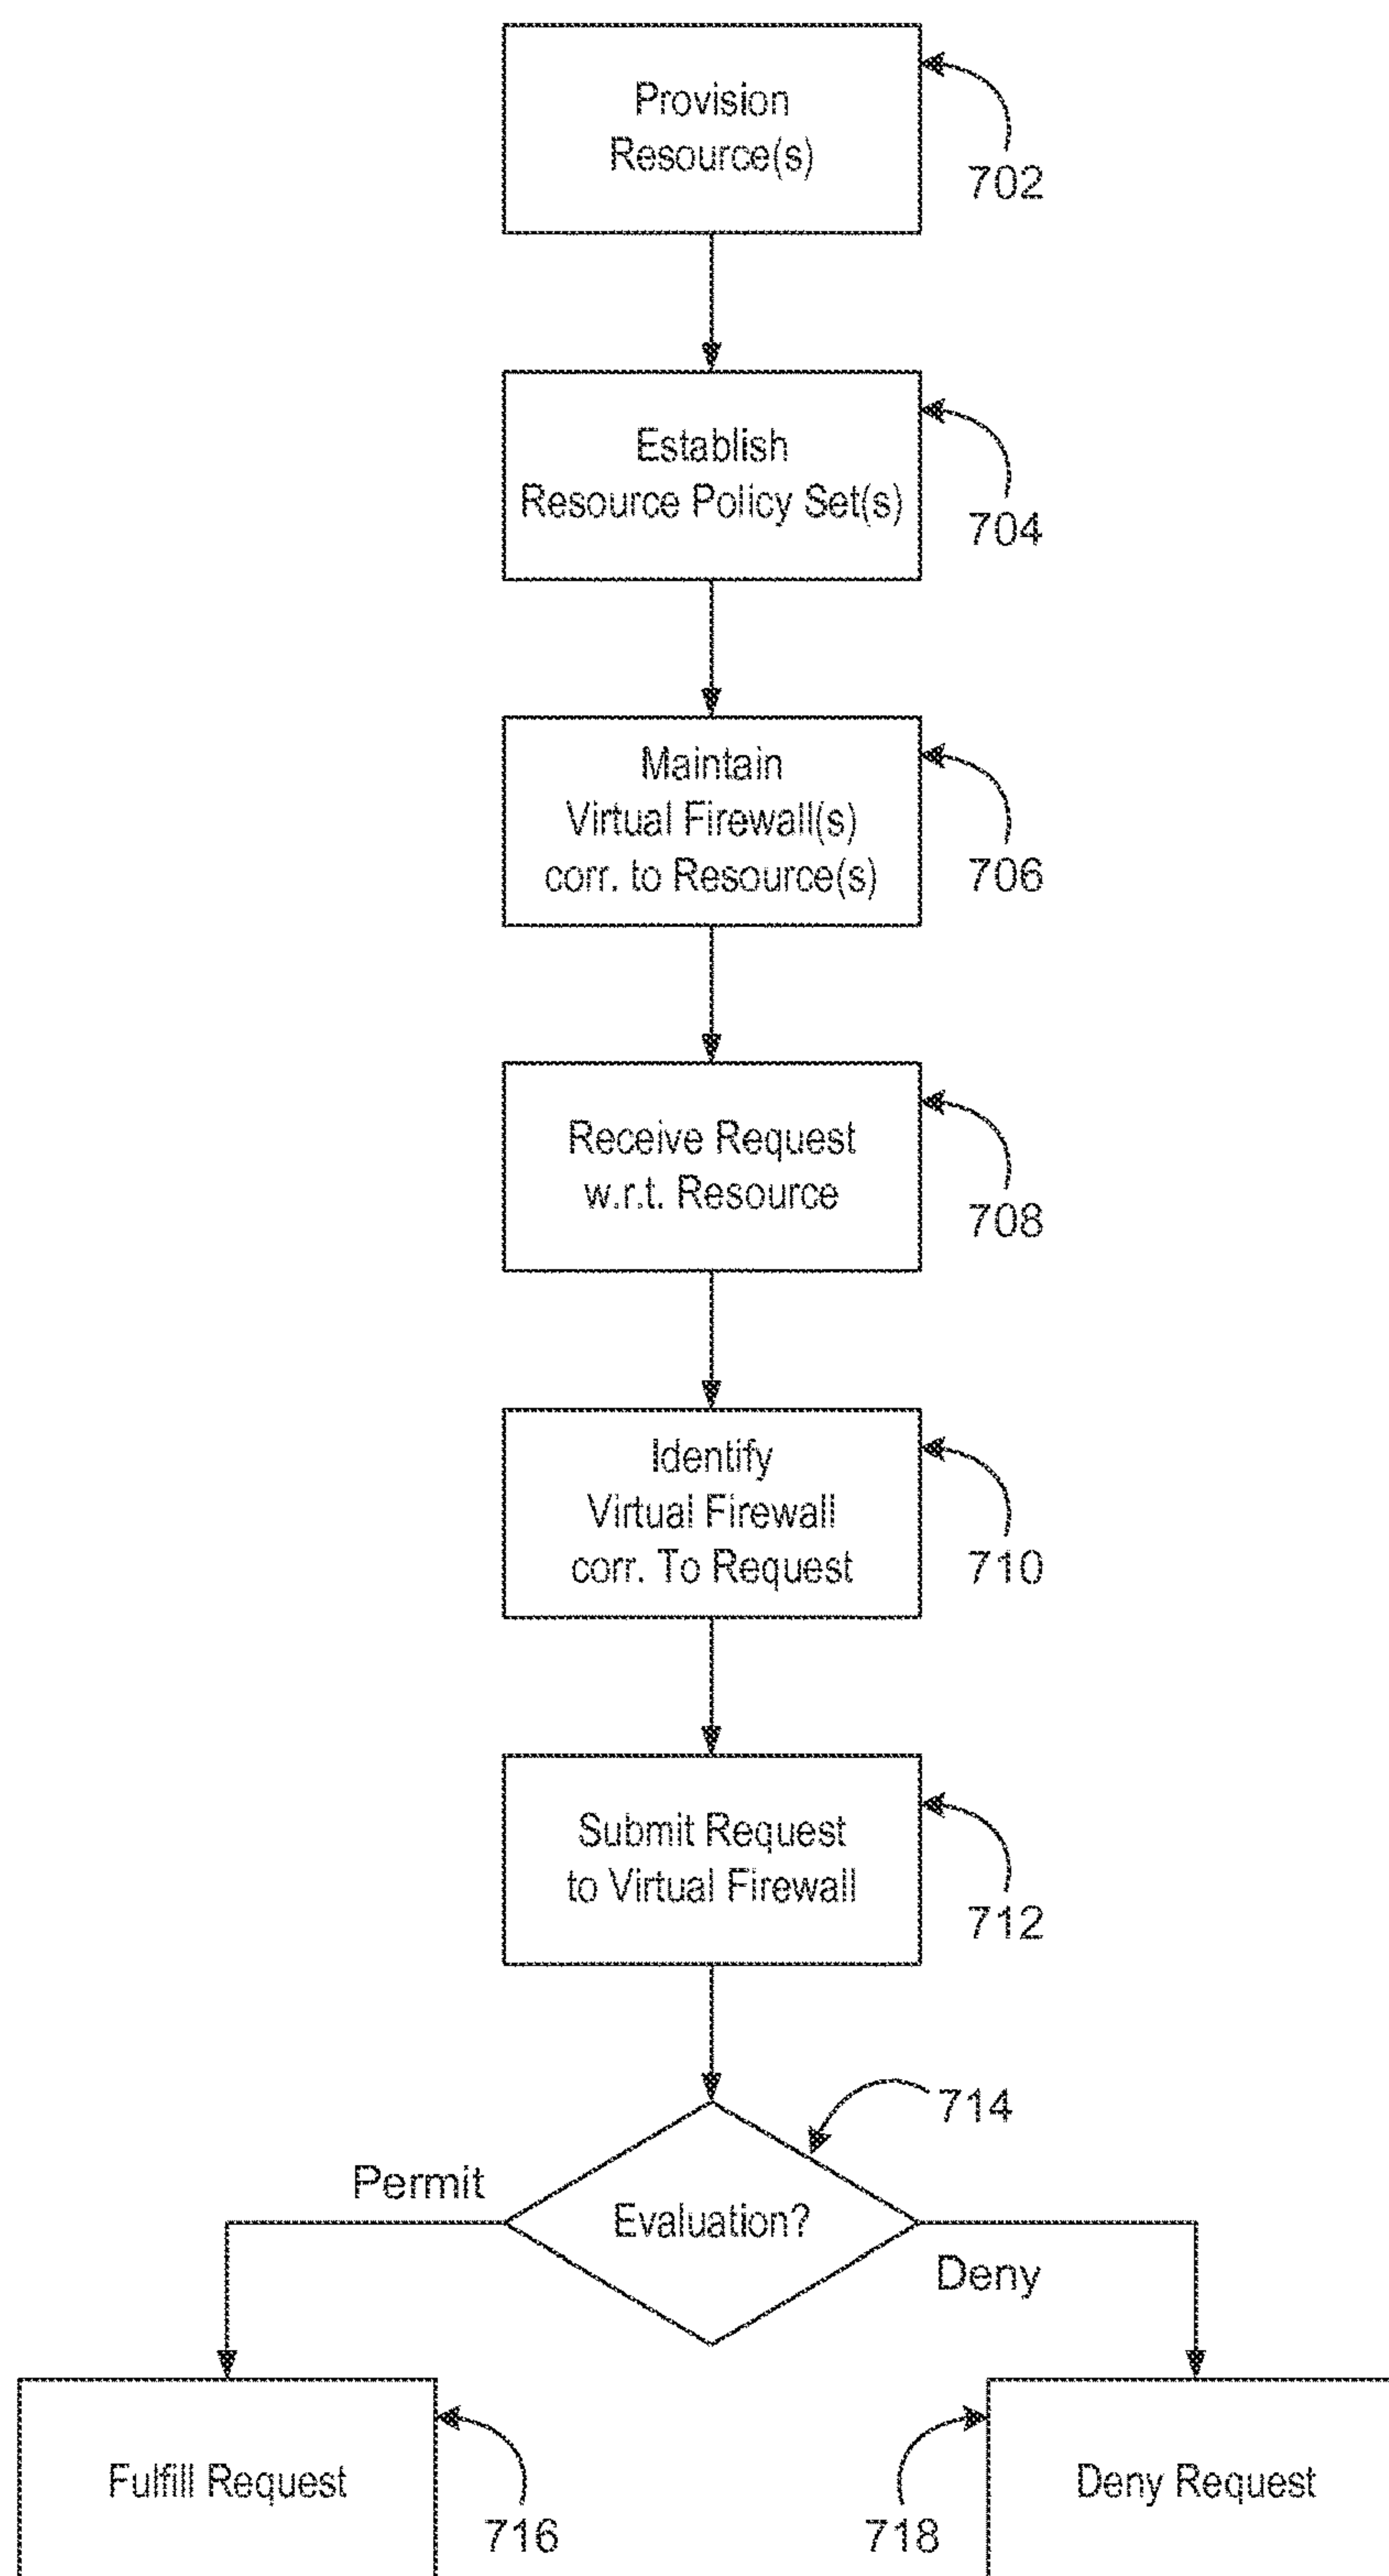 Provision
Resource(s)
702
Establish
Resource Policy Set(s)
704
Maintain
Virtual Firewall(s)
corr. to Resource(s)
706
Receive Request
w.r.t. Resource
708
Identify
Virtual Firewall
corr. To Request
710
Submit Request
to Virtual Firewall
712
714
Permit
Evaluation?
Deny
Fulfill Request
716
Deny Request
718